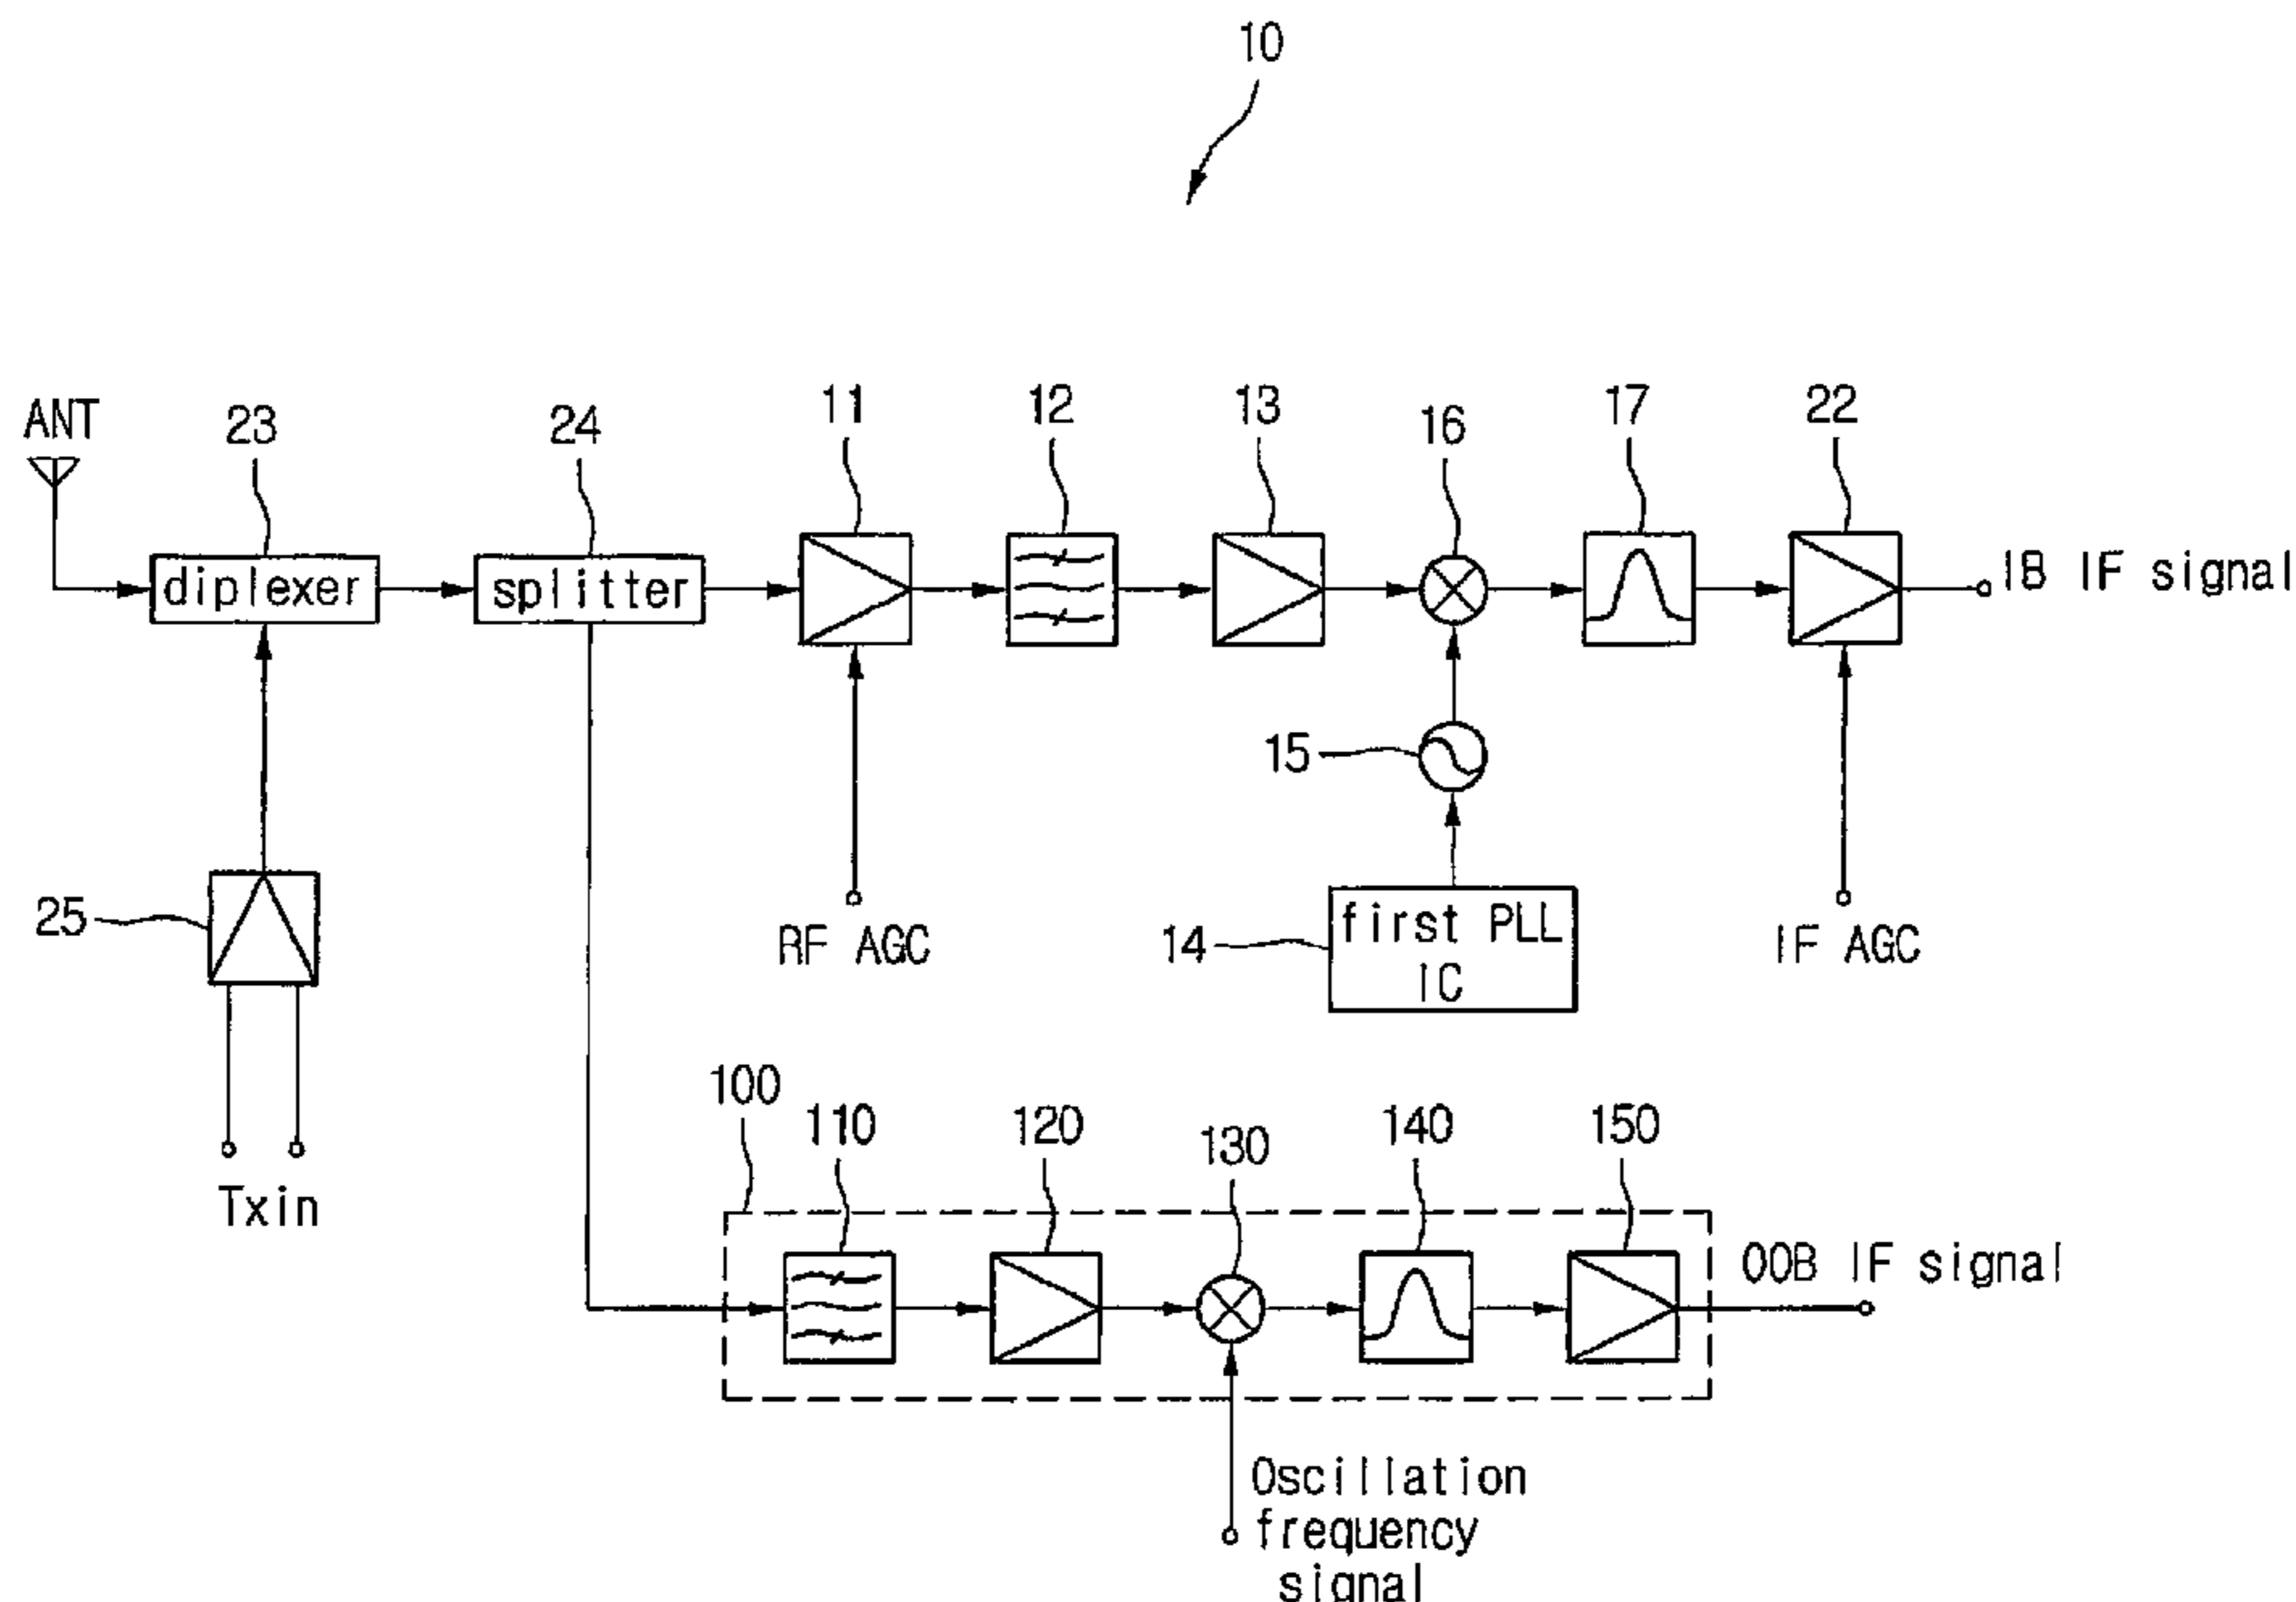 10
ANT
23
24
11
12
13
16
17
22
diplexer
splitter
IB IF signal
15
25
RF AGC
14
first PLL
IC
IF AGC
100
110
120
130
140
150
Txin
OOB IF signal
Oscillation
frequency
signal